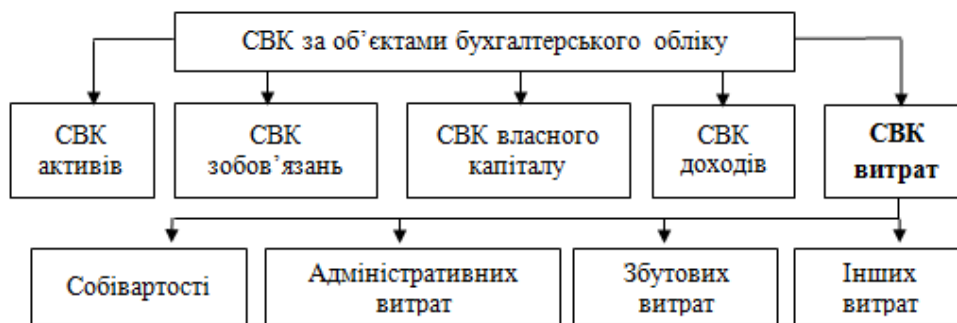 СВК за об’єктами бухгалтерського обліку
СВК
активів
СВК
зобов’язань
СВК власного
капіталу
СВК
доходів
СВК
витрат
Собівартості
Адміністративних
витрат
Збутових
витрат
Інших
витрат